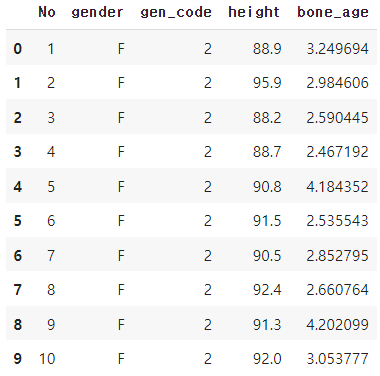 No gender gen_code height bone_age
0 1 F 2 88.9 3.249694
1 2 F 2 95.9 2.984606
2 3 F 2 88.2 2.590445
3 4 F 2 88.7 2.467192
4 5 F 2 90.8 4.184352
5 6 F 2 91.5 2.535543
6 7 F 2 90.5 2.852795
7 8 F 2 92.4 2.660764
8 9 F 2 91.3 4.202099
9 10 F 2 92.0 3.053777